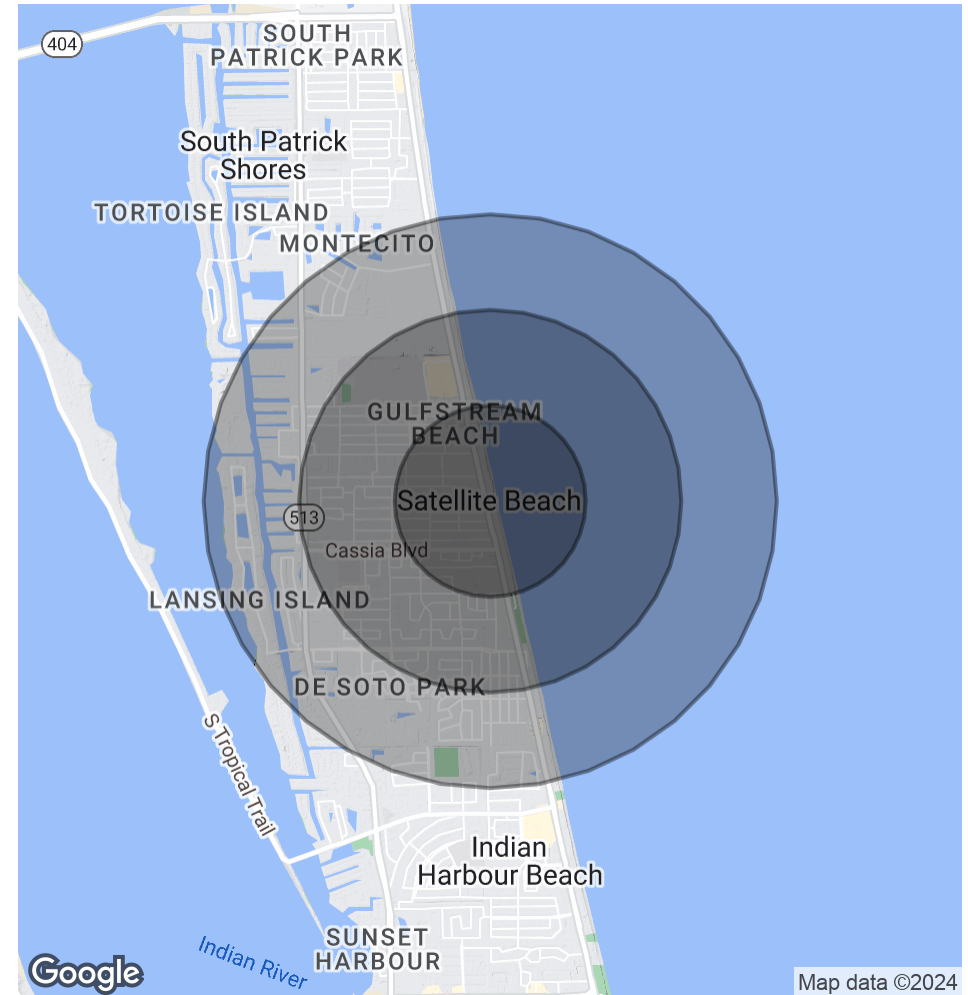 404
SOUTH
PATRICK PARK
South Patrick
Shores
TORTOISE ISLAND
MONTECITO
GULFSTREAM
BEACH
Satellite Beach
513
Cassia Blvd
LANSING ISLAND
DE SOTO PARK
S Tropical Trail
Indian
Harbour Beach
SUNSET
HARBOUR
Indian River
Google
Map data ©2024